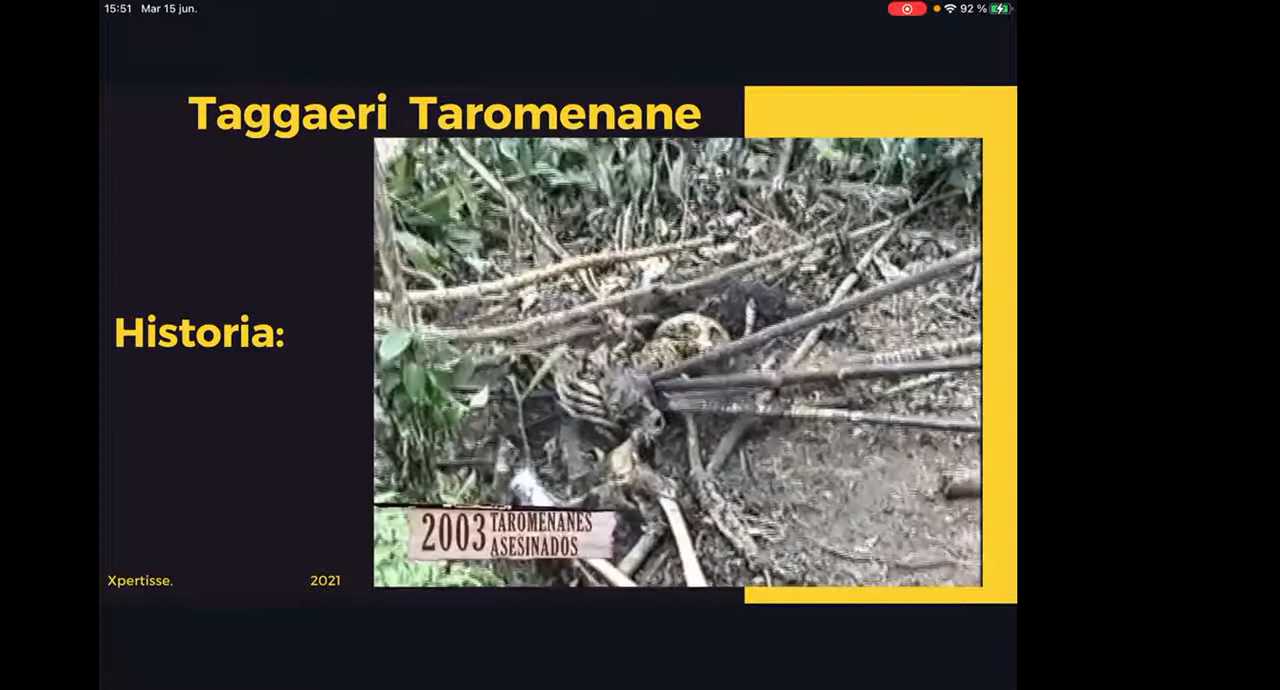 15:51 Mar 15 jun.
92 %
Taggaeri Taromenane
Historia:
2003 TAROMENANES
ASESINADOS
Xpertisse. 2021